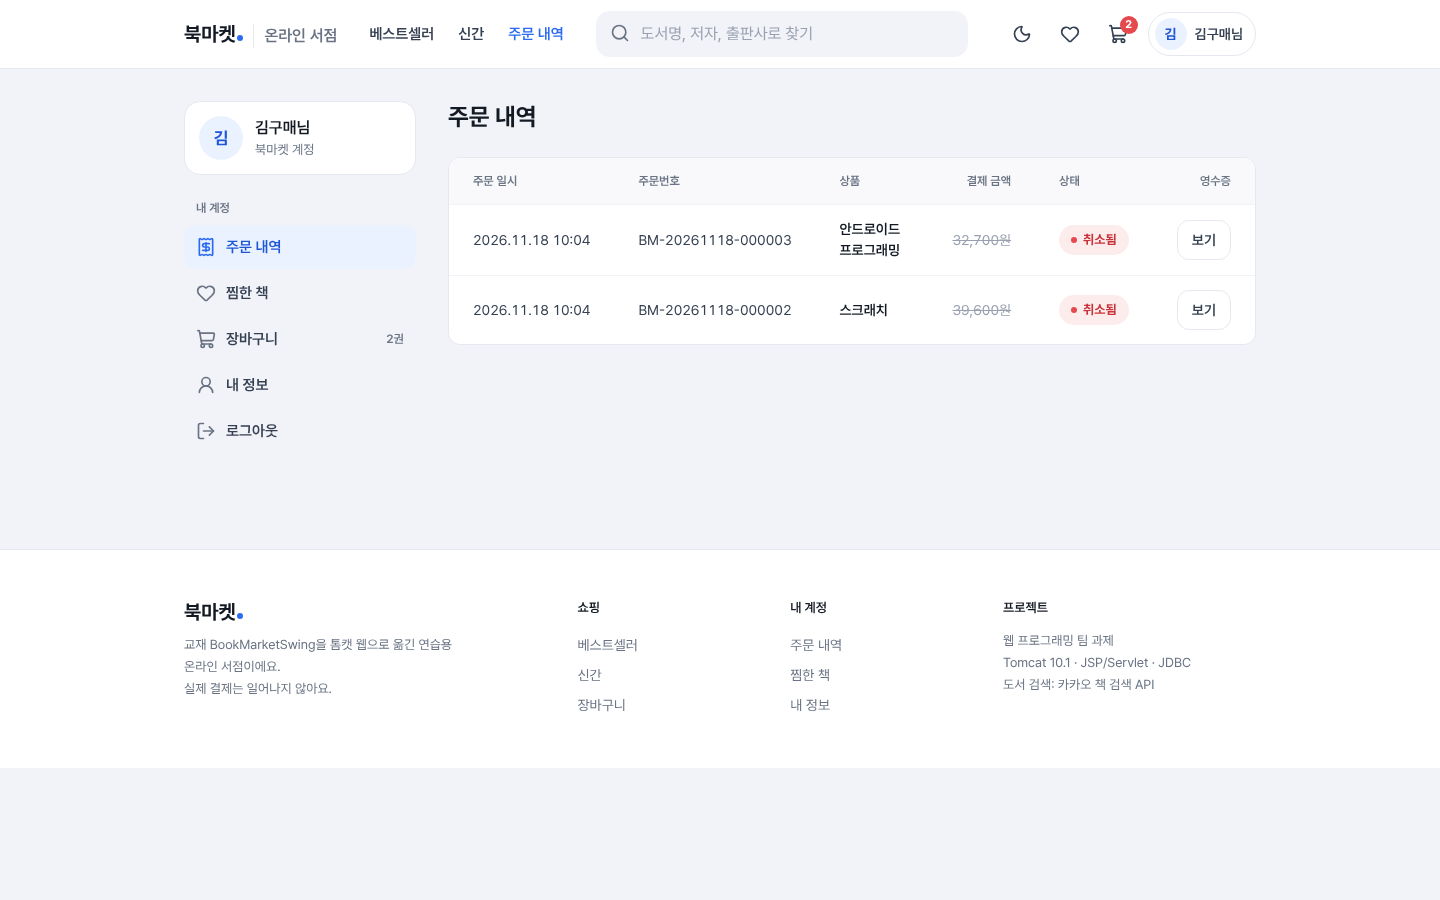 북마켓 온라인 서점 베스트셀러 신간 주문 내역 도서명, 저자, 출판사로 찾기 2 김 김구매님
김 김구매님
북마켓 계정
내 계정
주문 내역
찜한 책
장바구니 2권
내 정보
로그아웃
주문 내역
주문 일시 주문번호 상품 결제 금액 상태 영수증
2026.11.18 10:04 BM-20261118-000003 안드로이드 프로그래밍 32,700원 취소됨 보기
2026.11.18 10:04 BM-20261118-000002 스크래치 39,600원 취소됨 보기
북마켓
교재 BookMarketSwing을 톰캣 웹으로 옮긴 연습용
온라인 서점이에요.
실제 결제는 일어나지 않아요.
쇼핑
베스트셀러
신간
장바구니
내 계정
주문 내역
찜한 책
내 정보
프로젝트
웹 프로그래밍 팀 과제
Tomcat 10.1 · JSP/Servlet · JDBC
도서 검색: 카카오 책 검색 API